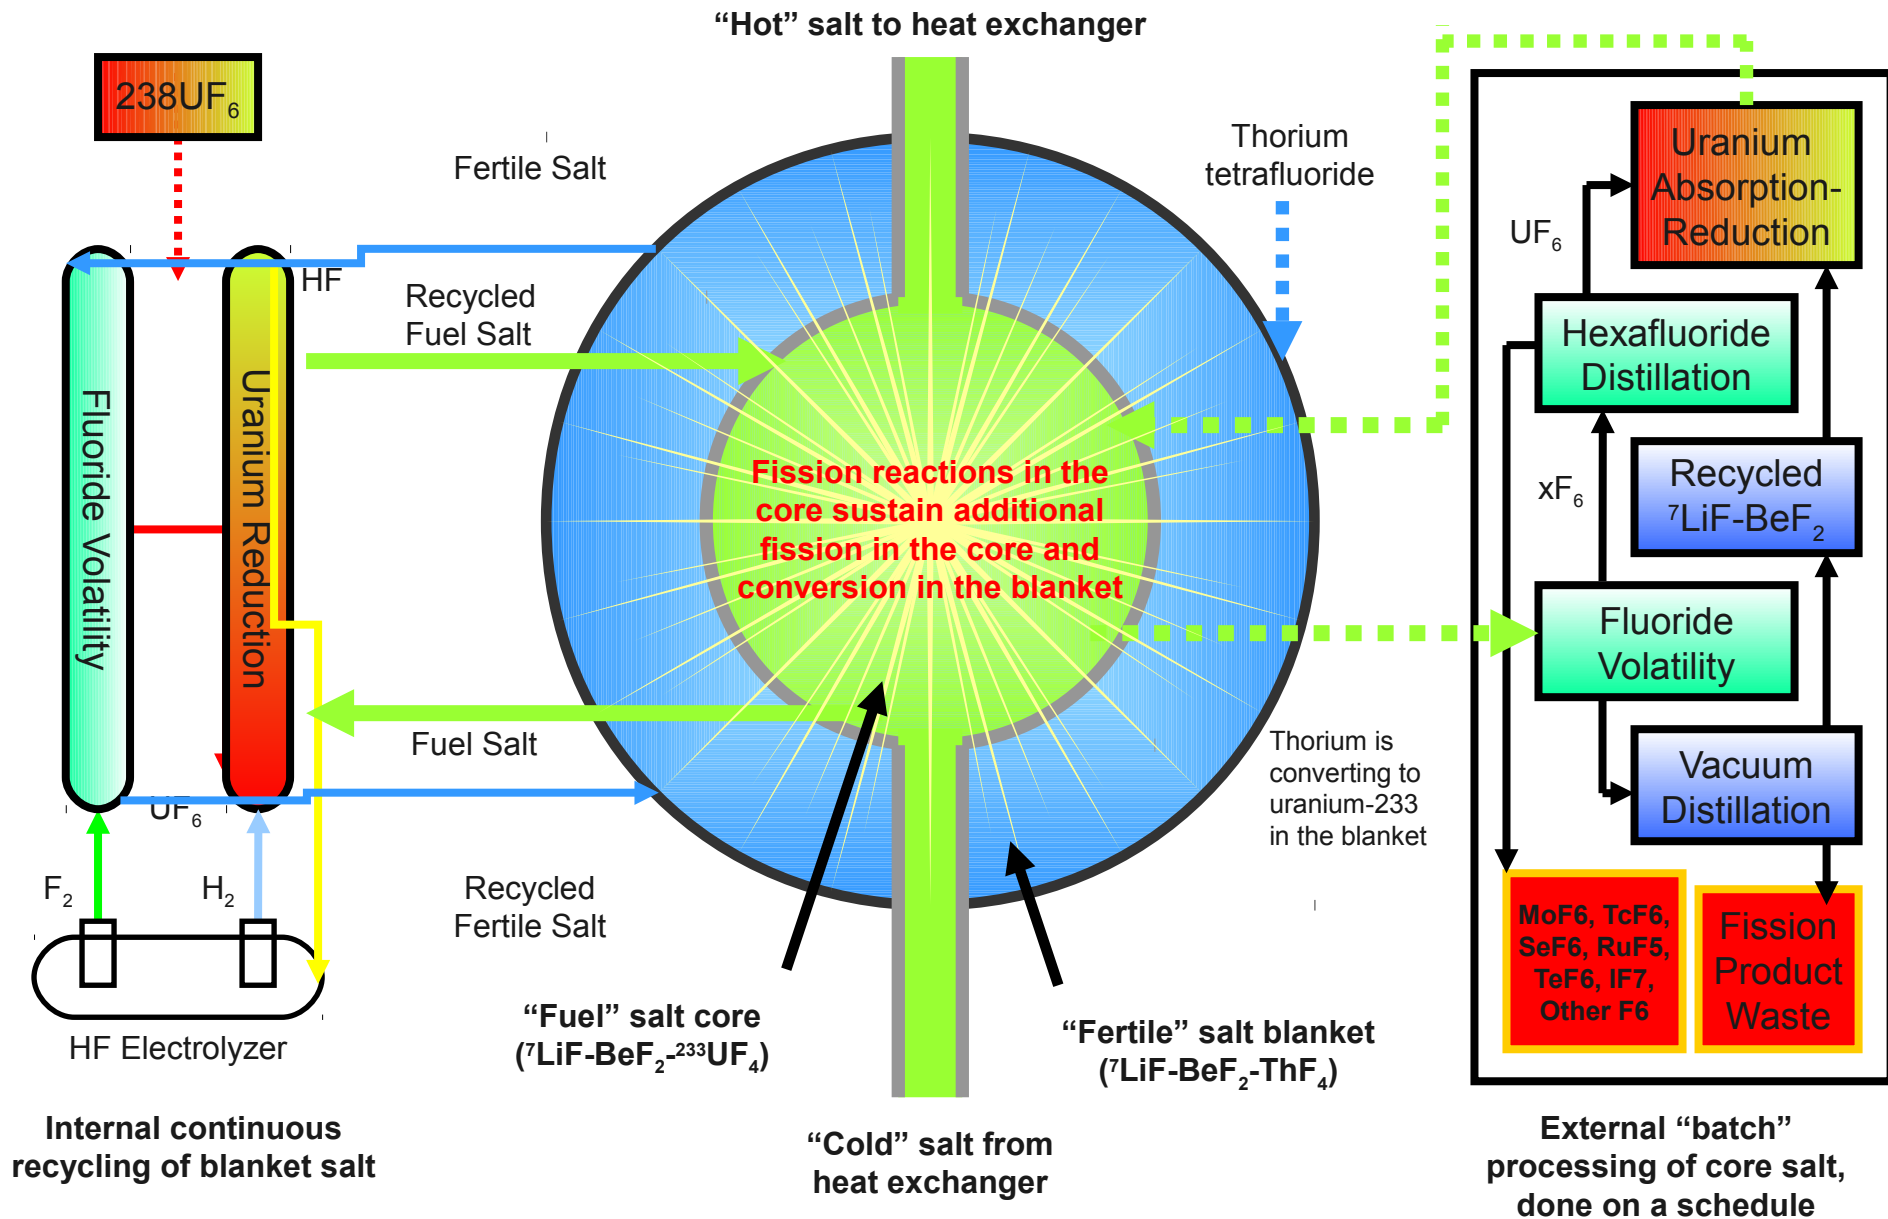 “Hot” salt to heat exchanger
238UF₆
Fertile Salt
HF
Recycled
Fuel Salt
Fluoride Volatility
Uranium Reduction
Fuel Salt
UF₆
F₂
H₂
HF Electrolyzer
Recycled
Fertile Salt
Internal continuous
recycling of blanket salt
Thorium
tetrafluoride
Fission reactions in the
core sustain additional
fission in the core and
conversion in the blanket
Thorium is
converting to
uranium-233
in the blanket
“Fuel” salt core
(⁷LiF-BeF₂-²³³UF₄)
“Fertile” salt blanket
(⁷LiF-BeF₂-ThF₄)
“Cold” salt from
heat exchanger
Uranium
Absorption-
Reduction
UF₆
Hexafluoride
Distillation
xF₆
Recycled
⁷LiF-BeF₂
Fluoride
Volatility
Vacuum
Distillation
MoF6, TcF6,
SeF6, RuF5,
TeF6, IF7,
Other F6
Fission
Product
Waste
External “batch”
processing of core salt,
done on a schedule